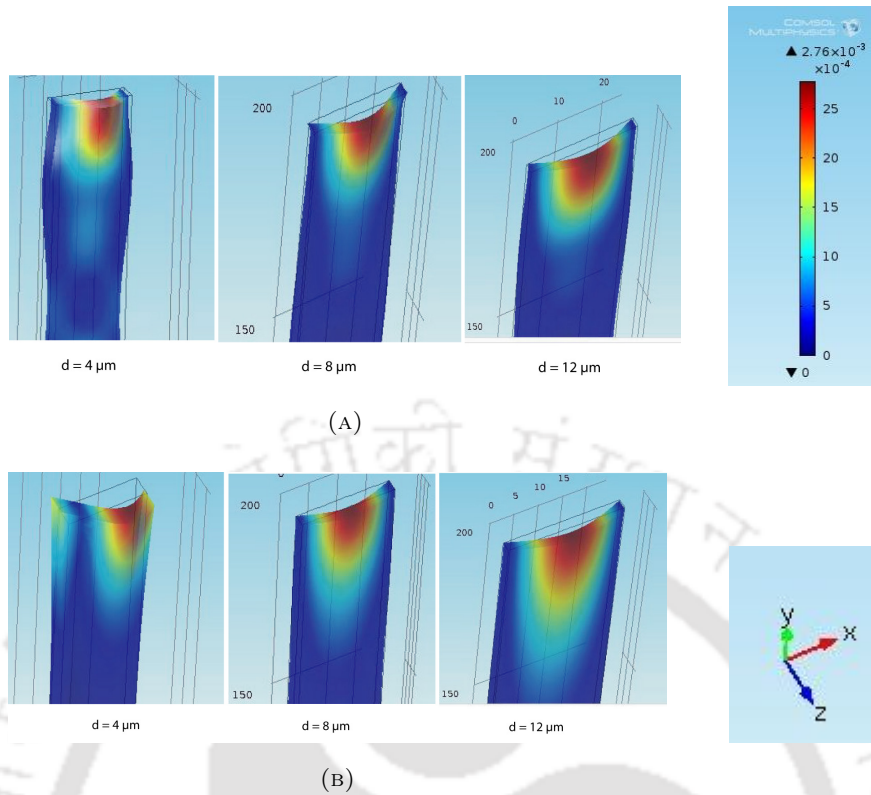 COMSOL
MULTIPHYSICS
▲ 2.76×10⁻³
×10⁻⁴
25
20
15
10
5
0
▼ 0
200
150
0
10
20
200
150
d = 4 µm
d = 8 µm
d = 12 µm
(A)
200
150
0
5
10
15
200
150
d = 4 µm
d = 8 µm
d = 12 µm
(B)
y
x
z